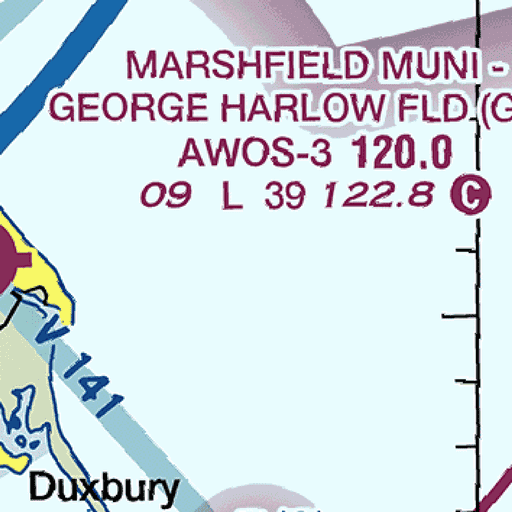 MARSHFIELD MUNI -
GEORGE HARLOW FLD (G
AWOS-3 120.0
09 L 39 122.8 C
V 141
Duxbury